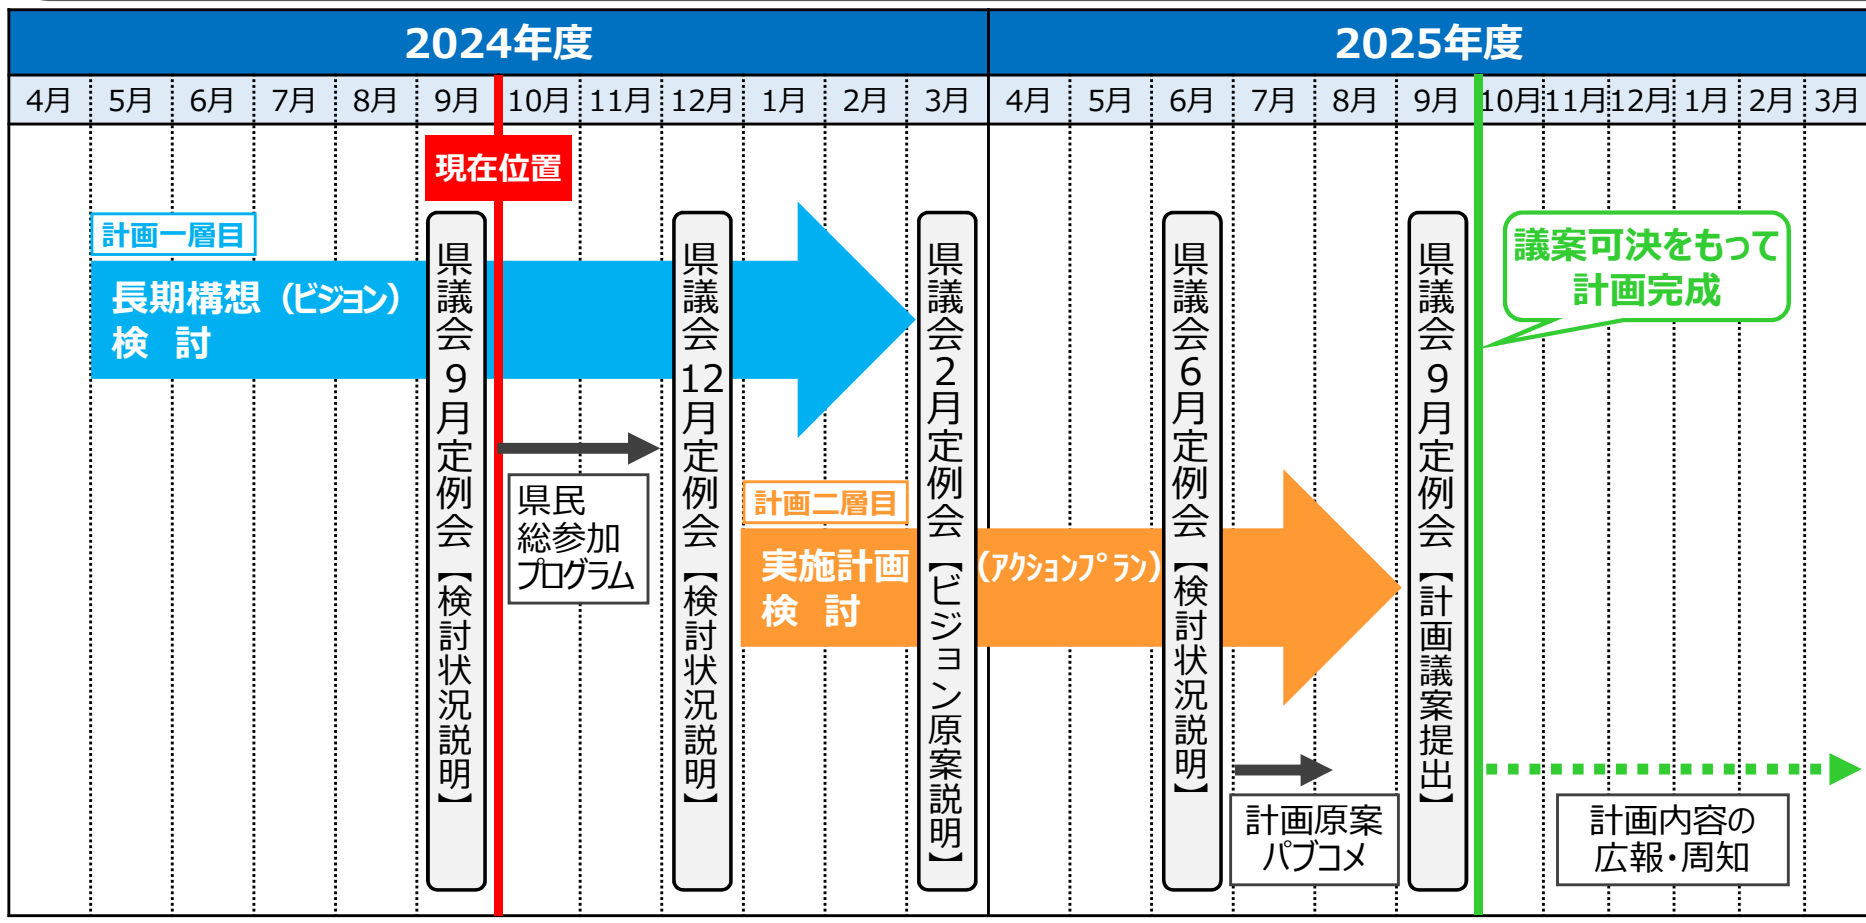 2024年度
2025年度
4月 5月 6月 7月 8月 9月 10月 11月 12月 1月 2月 3月 4月 5月 6月 7月 8月 9月 10月 11月 12月 1月 2月 3月
現在位置
計画一層目
長期構想（ビジョン）
検 討
県議会9月定例会【検討状況説明】
県民
総参加
プログラム
県議会12月定例会【検討状況説明】
計画二層目
実施計画（アクションプラン）
検 討
県議会2月定例会【ビジョン原案説明】
県議会6月定例会【検討状況説明】
計画原案
パブコメ
県議会9月定例会【計画議案提出】
議案可決をもって
計画完成
計画内容の
広報・周知